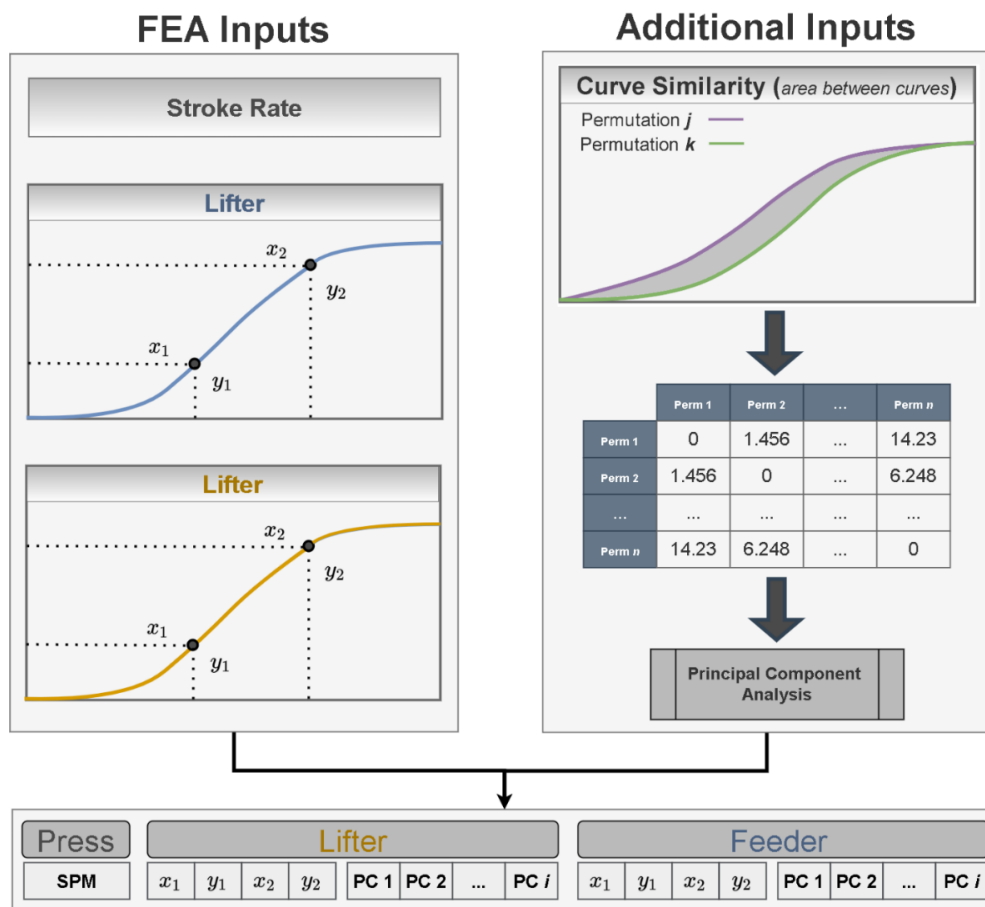 FEA Inputs
Stroke Rate
Lifter
x₂
y₂
x₁
y₁
Lifter
x₂
y₂
x₁
y₁
Additional Inputs
Curve Similarity (area between curves)
Permutation j
Permutation k
Perm 1 Perm 2 ... Perm n
Perm 1 0 1.456 ... 14.23
Perm 2 1.456 0 ... 6.248
... ... ... ... ...
Perm n 14.23 6.248 ... 0
Principal Component
Analysis
Press Lifter Feeder
SPM x₁ y₁ x₂ y₂ PC 1 PC 2 ... PC i x₁ y₁ x₂ y₂ PC 1 PC 2 ... PC i